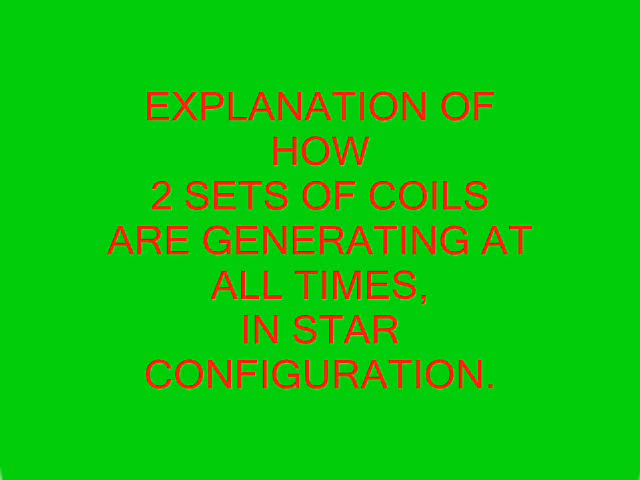 EXPLANATION OF
HOW
2 SETS OF COILS
ARE GENERATING AT
ALL TIMES,
IN STAR
CONFIGURATION.